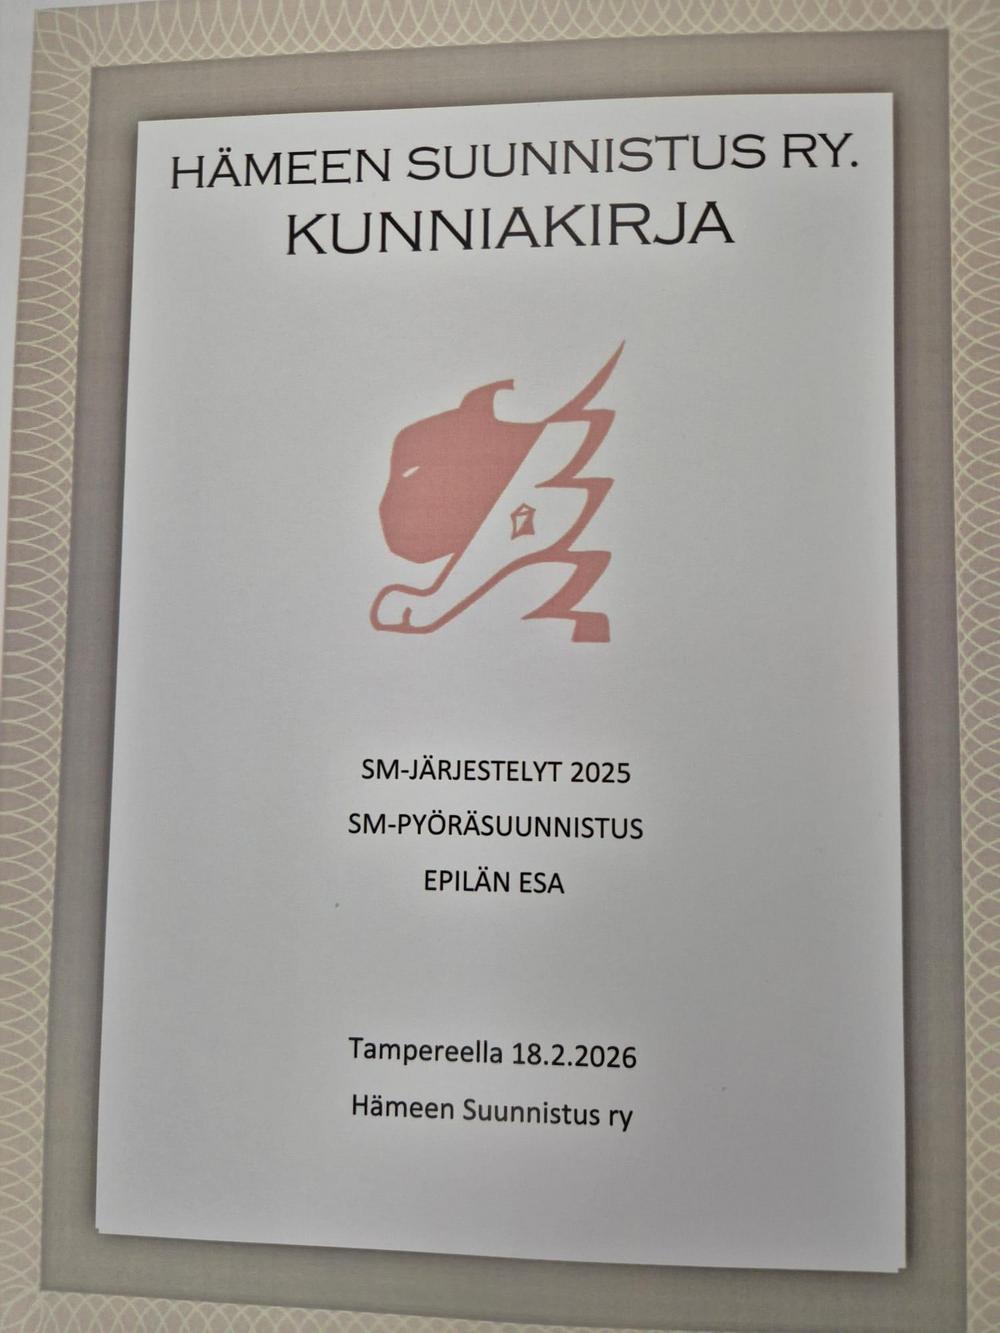 HÄMEEN SUUNNISTUS RY.
KUNNIAKIRJA
SM-JÄRJESTELYT 2025
SM-PYÖRÄSUUNNISTUS
EPILÄN ESA
Tampereella 18.2.2026
Hämeen Suunnistus ry